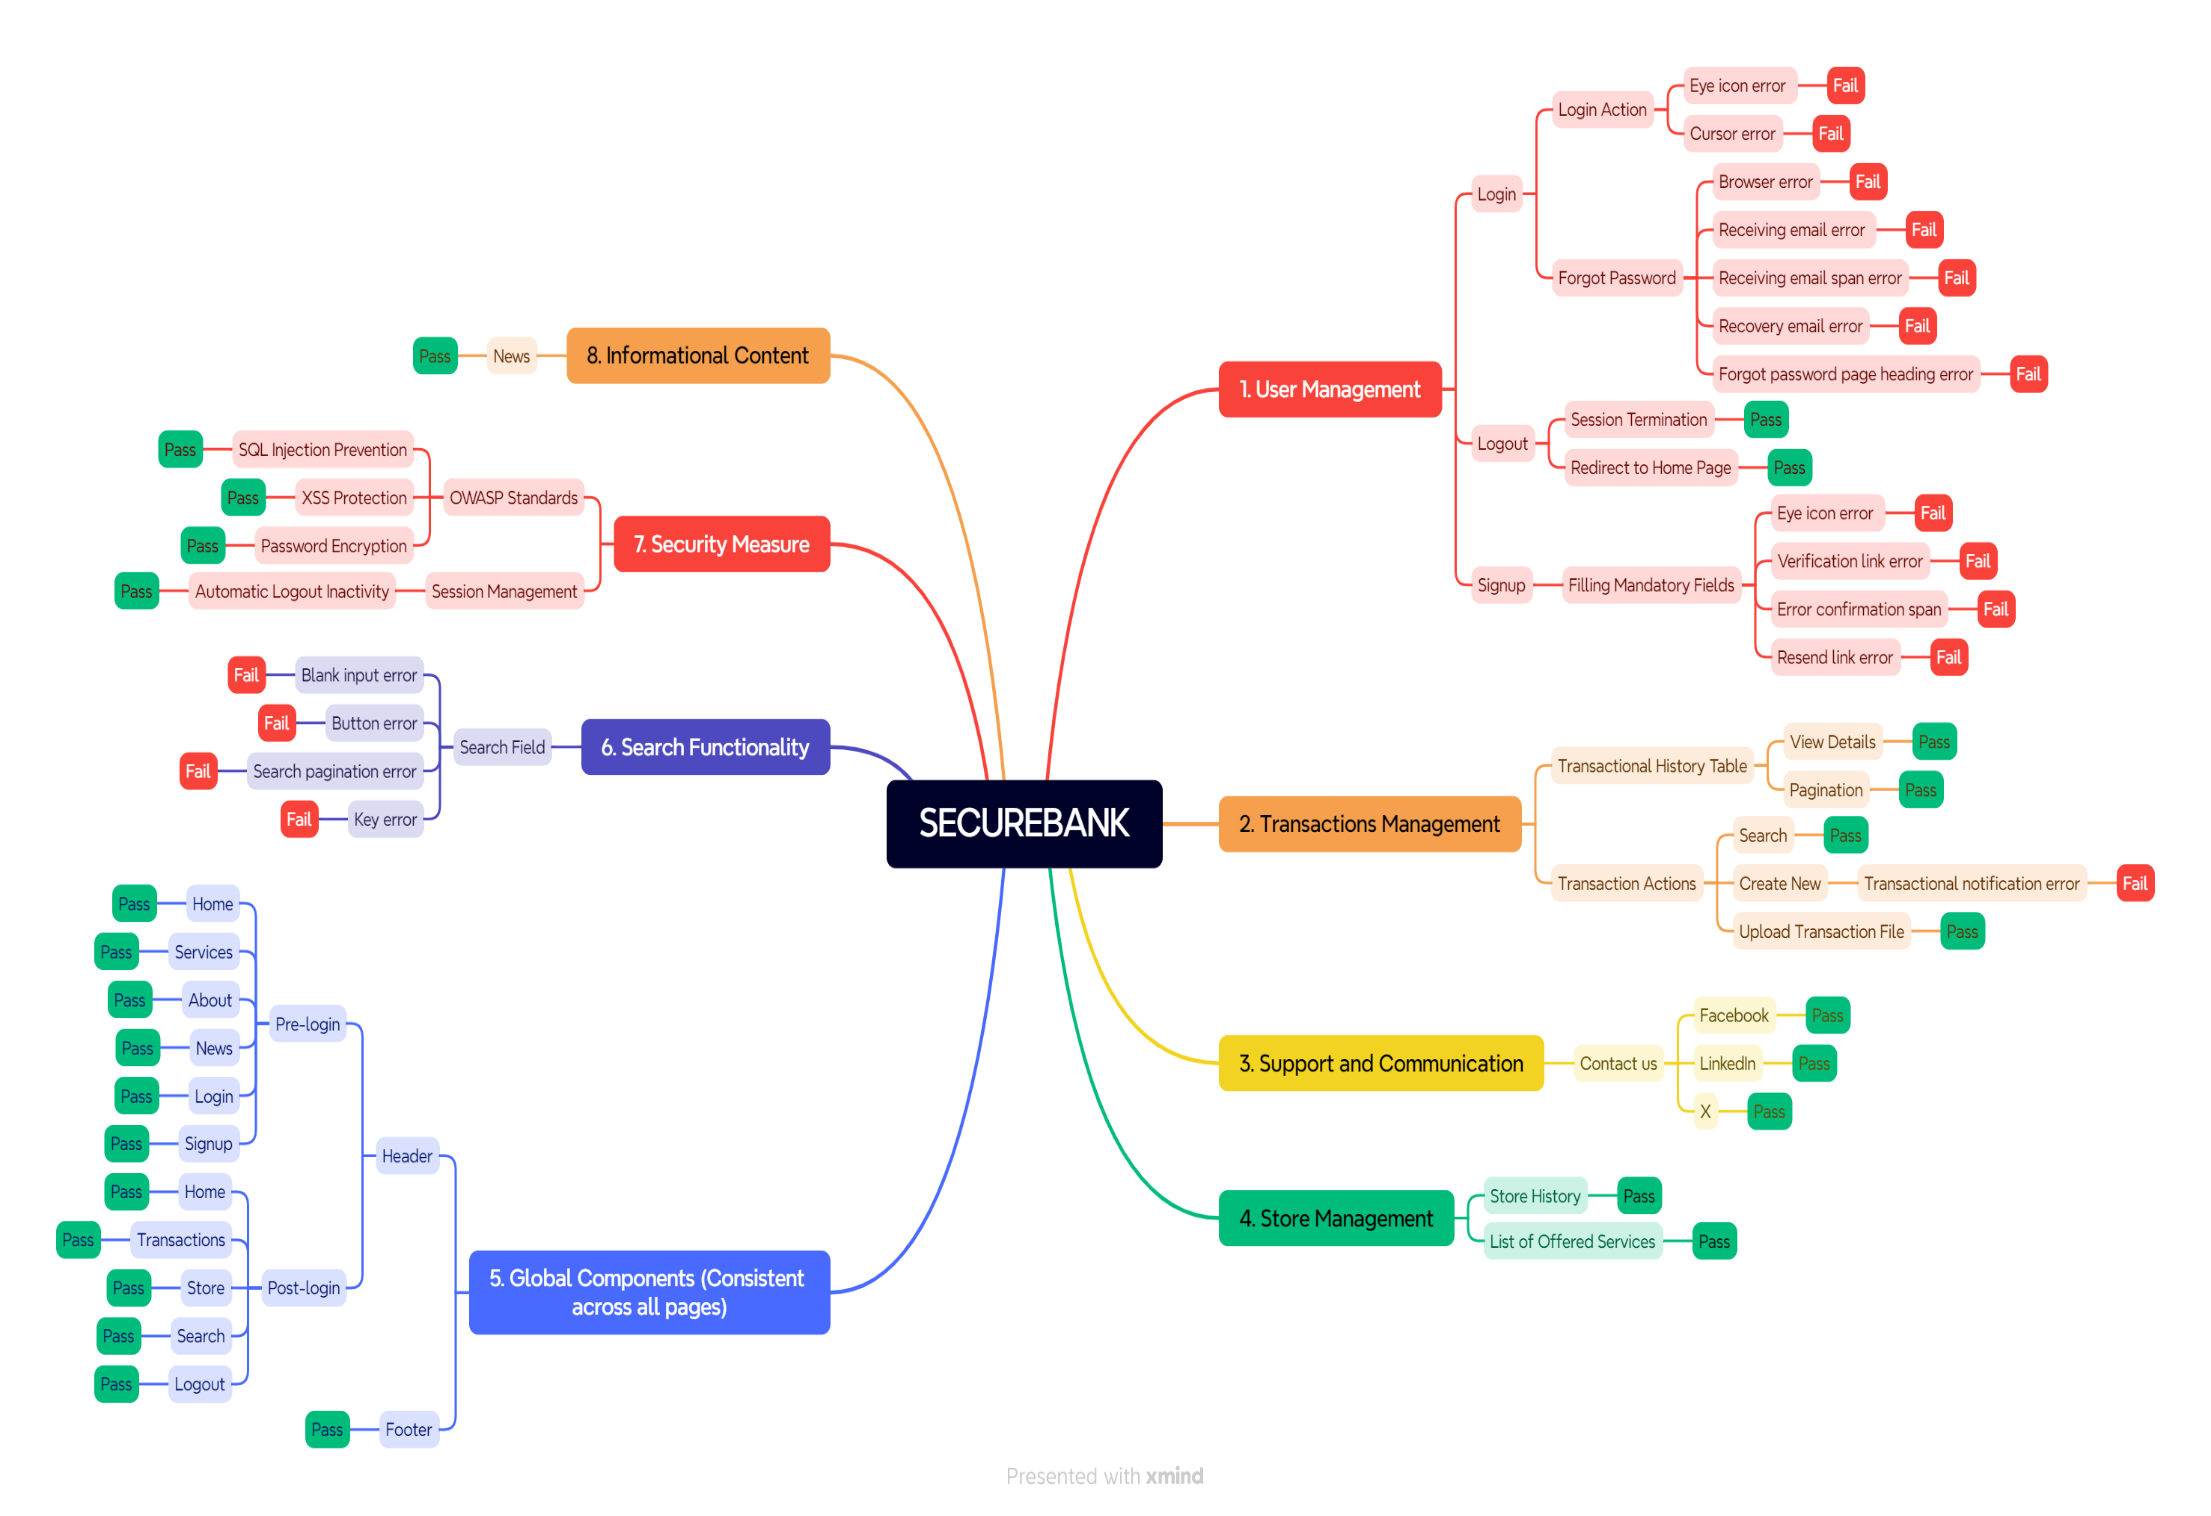 SECUREBANK
1. User Management
Login
Login Action
Eye icon error
Fail
Cursor error
Fail
Forgot Password
Browser error
Fail
Receiving email error
Fail
Receiving email span error
Fail
Recovery email error
Fail
Forgot password page heading error
Fail
Logout
Session Termination
Pass
Redirect to Home Page
Pass
Signup
Filling Mandatory Fields
Eye icon error
Fail
Verification link error
Fail
Error confirmation span
Fail
Resend link error
Fail
2. Transactions Management
Transactional History Table
View Details
Pass
Pagination
Pass
Transaction Actions
Search
Pass
Create New
Transactional notification error
Fail
Upload Transaction File
Pass
3. Support and Communication
Contact us
Facebook
Pass
LinkedIn
Pass
X
Pass
4. Store Management
Store History
Pass
List of Offered Services
Pass
5. Global Components (Consistent
across all pages)
Header
Pre-login
Home
Pass
Services
Pass
About
Pass
News
Pass
Login
Pass
Signup
Pass
Post-login
Home
Pass
Transactions
Pass
Store
Pass
Search
Pass
Logout
Pass
Footer
Pass
6. Search Functionality
Search Field
Blank input error
Fail
Button error
Fail
Search pagination error
Fail
Key error
Fail
7. Security Measure
OWASP Standards
SQL Injection Prevention
Pass
XSS Protection
Pass
Password Encryption
Pass
Session Management
Automatic Logout Inactivity
Pass
8. Informational Content
News
Pass
Presented with xmind